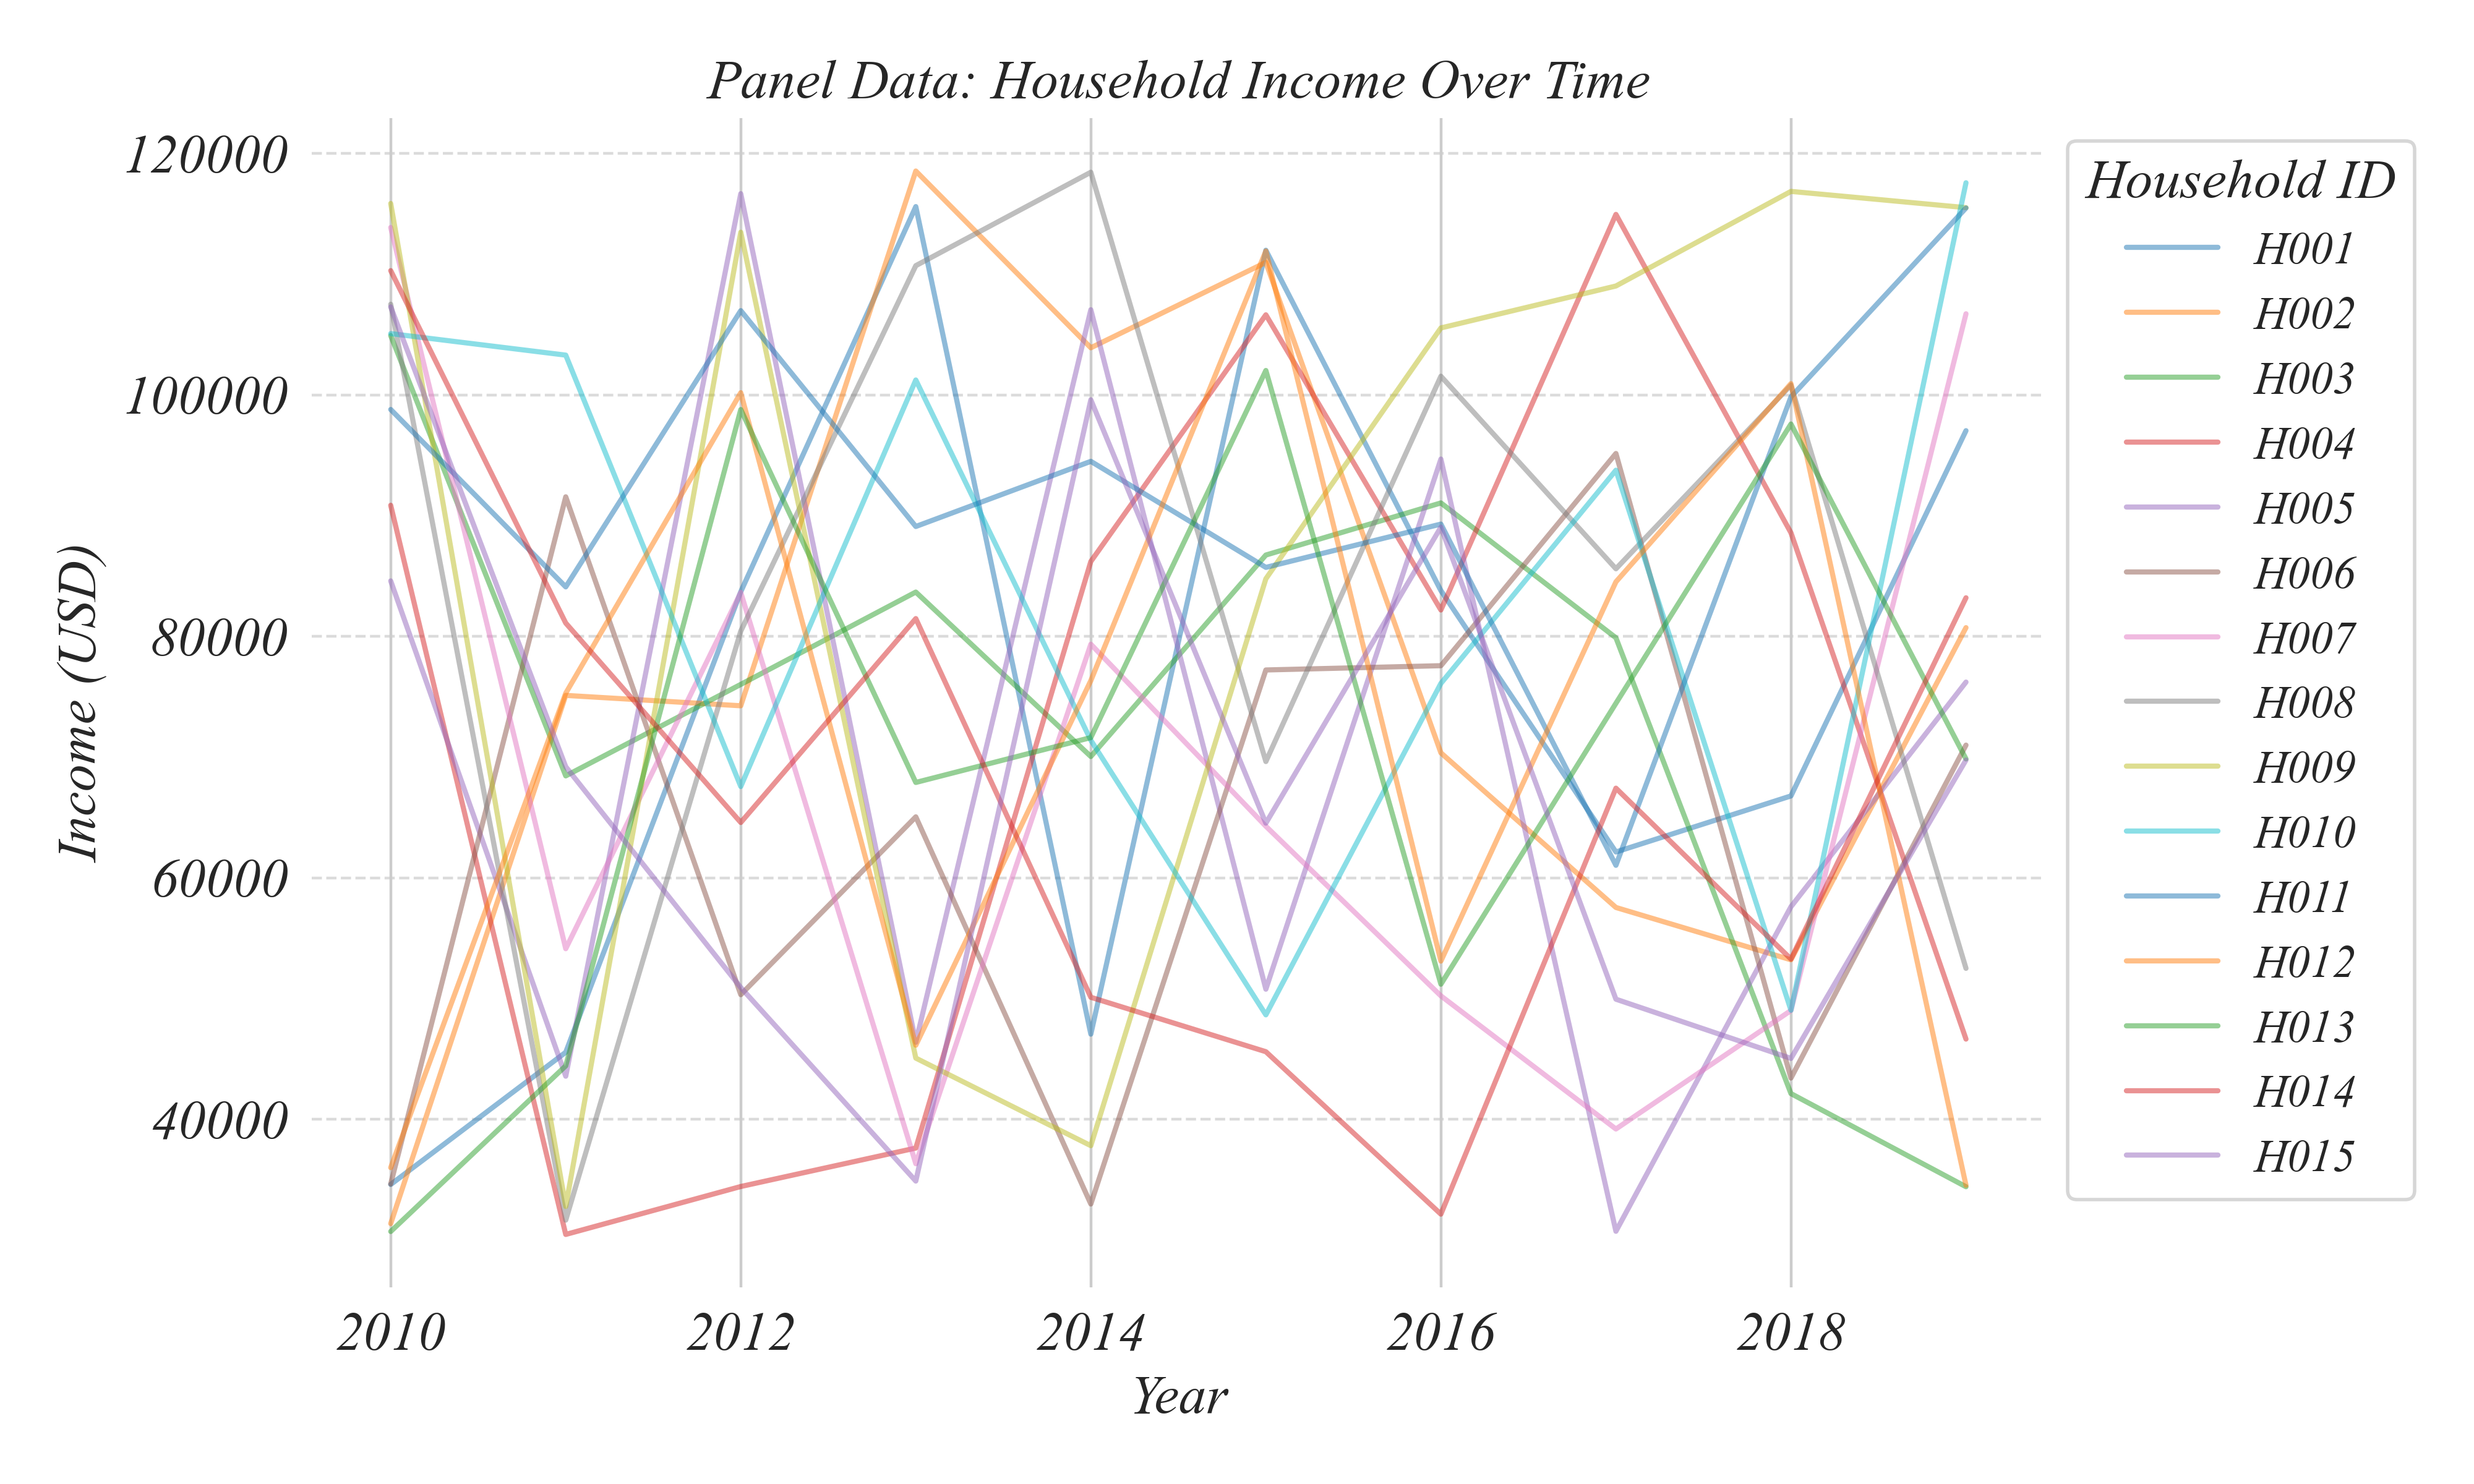 Panel Data: Household Income Over Time
120000
100000
80000
60000
40000
Income (USD)
2010 2012 2014 2016 2018
Year
Household ID
H001
H002
H003
H004
H005
H006
H007
H008
H009
H010
H011
H012
H013
H014
H015